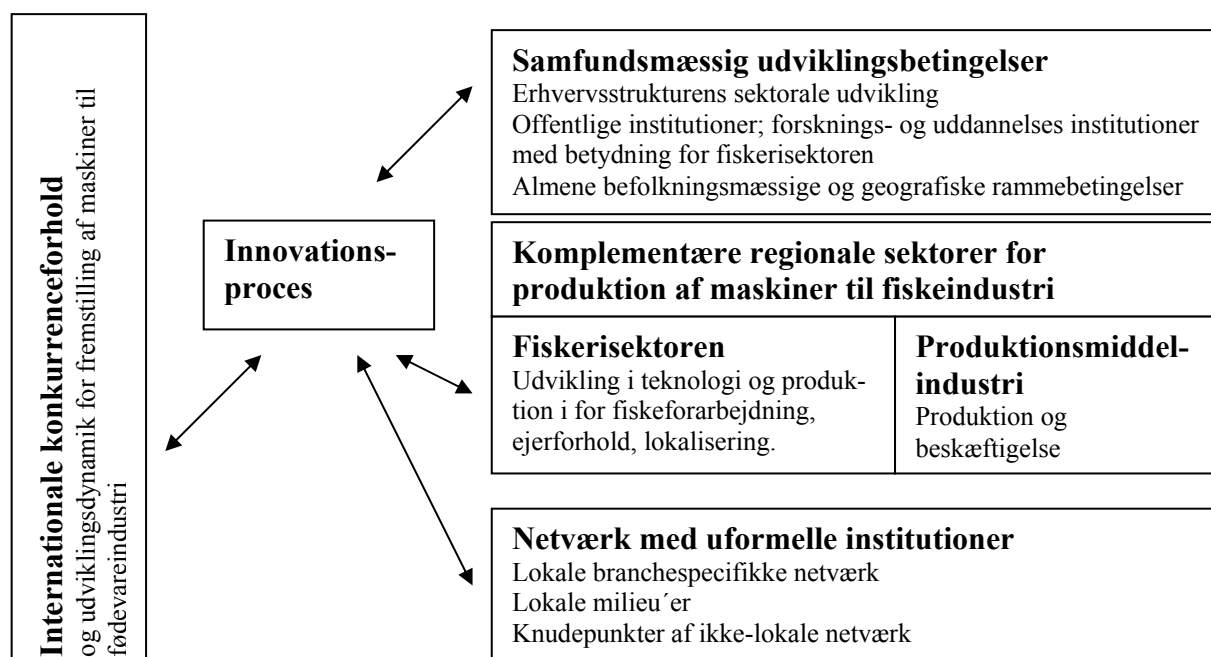 Internationale konkurrenceforhold
og udviklingsdynamik for fremstilling af maskiner til
fødevareindustri
Innovations-
proces
Samfundsmæssig udviklingsbetingelser
Erhvervsstrukturens sektorale udvikling
Offentlige institutioner; forsknings- og uddannelses institutioner
med betydning for fiskerisektoren
Almene befolkningsmæssige og geografiske rammebetingelser
Komplementære regionale sektorer for
produktion af maskiner til fiskeindustri
Fiskerisektoren
Udvikling i teknologi og produk-
tion i for fiskeforarbejdning,
ejerforhold, lokalisering.
Produktionsmiddel-
industri
Produktion og
beskæftigelse
Netværk med uformelle institutioner
Lokale branchespecifikke netværk
Lokale milieu´er
Knudepunkter af ikke-lokale netværk